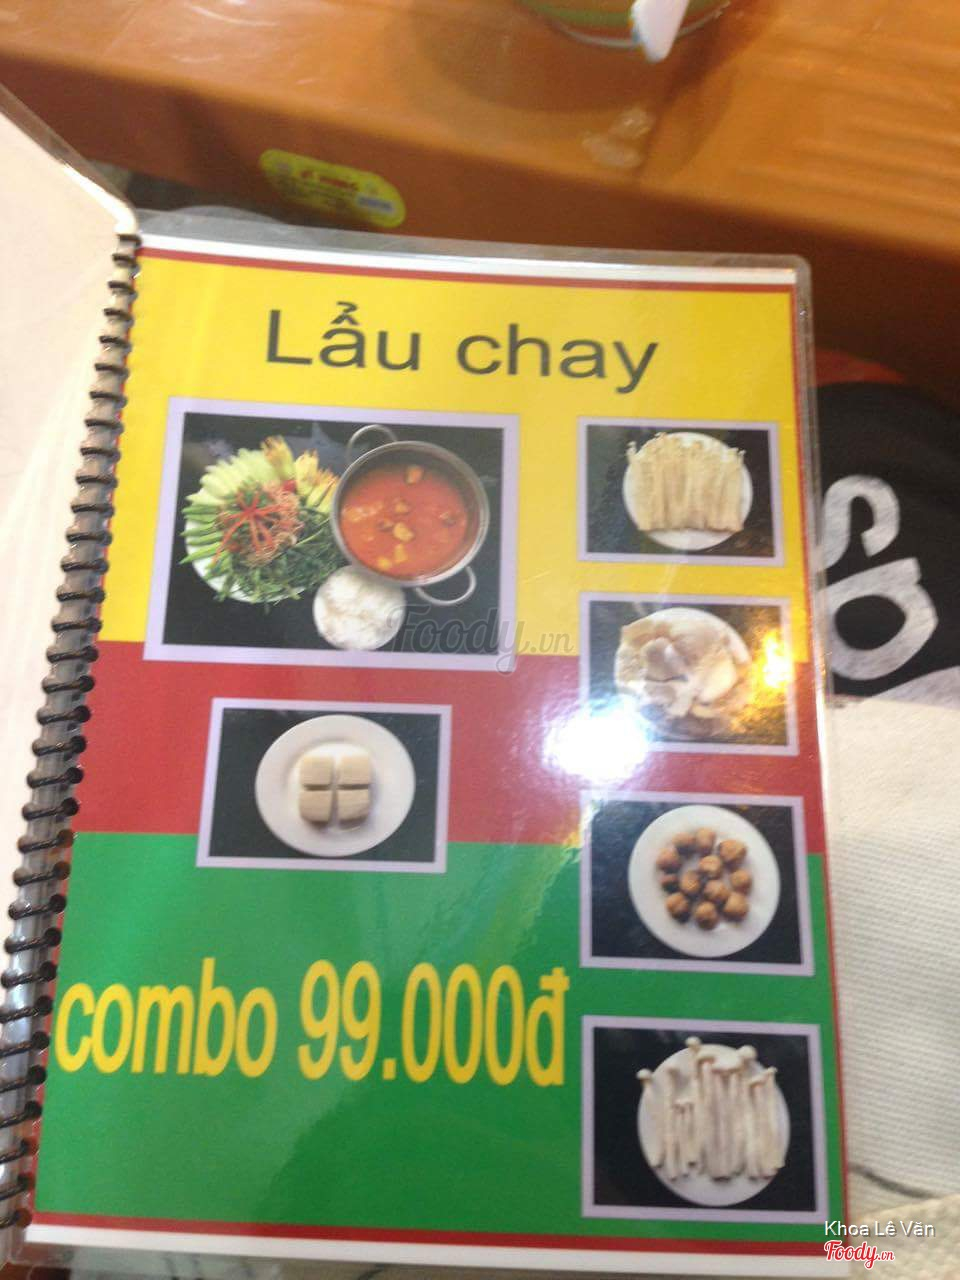 Lẩu chay
Foody.vn
combo 99.000đ
Khoa Lê Văn
Foody.vn